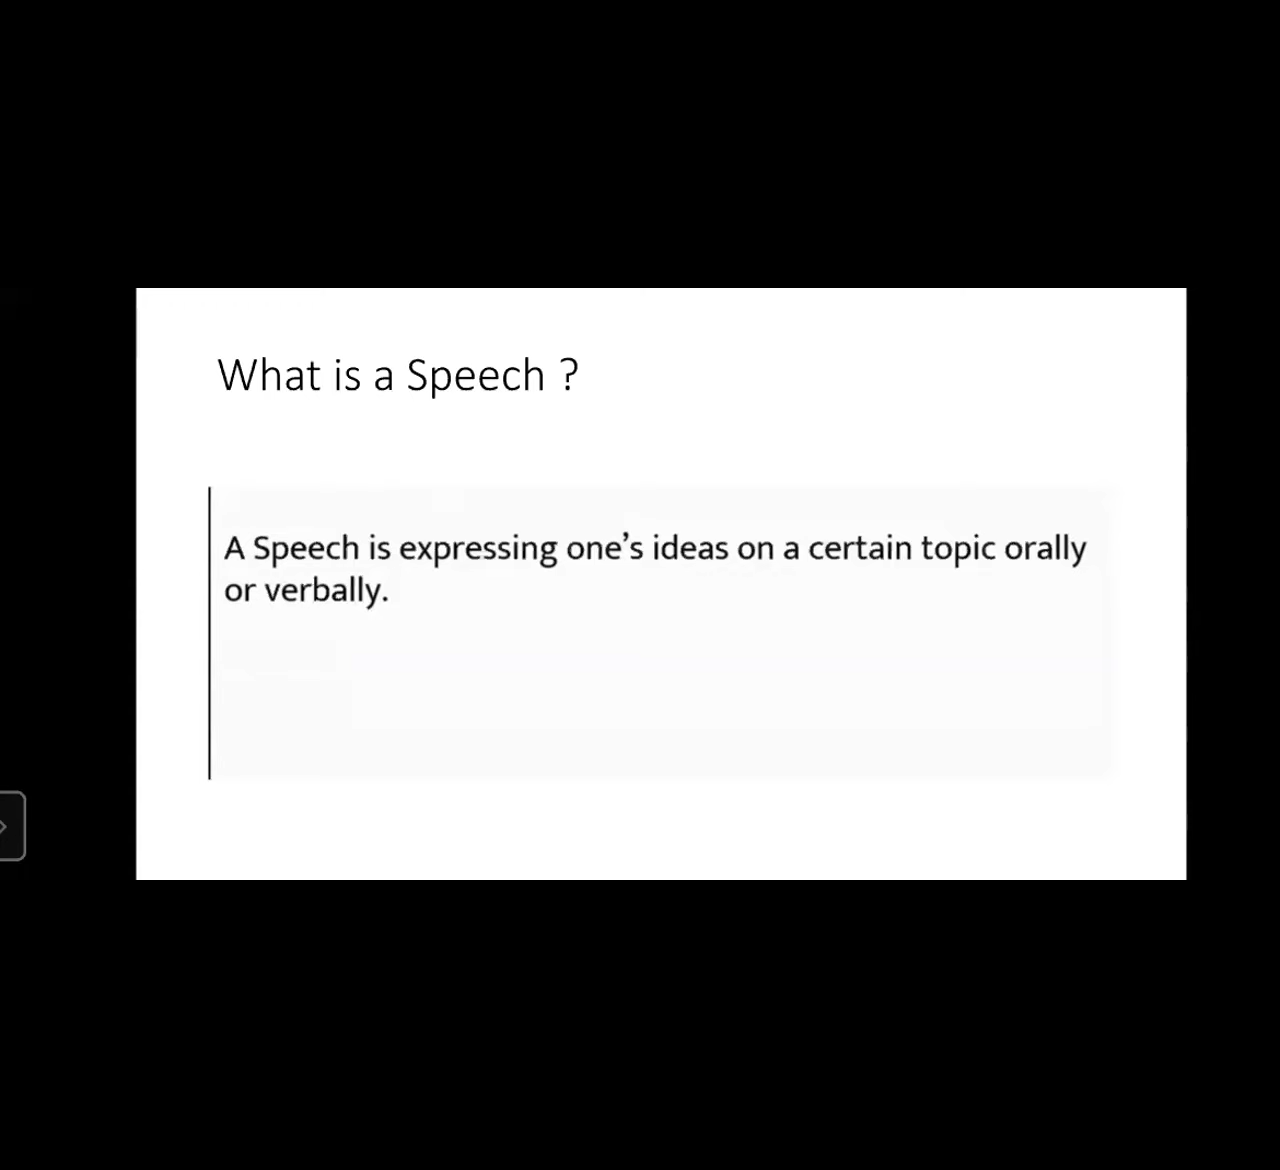 What is a Speech ?
A Speech is expressing one's ideas on a certain topic orally
or verbally.